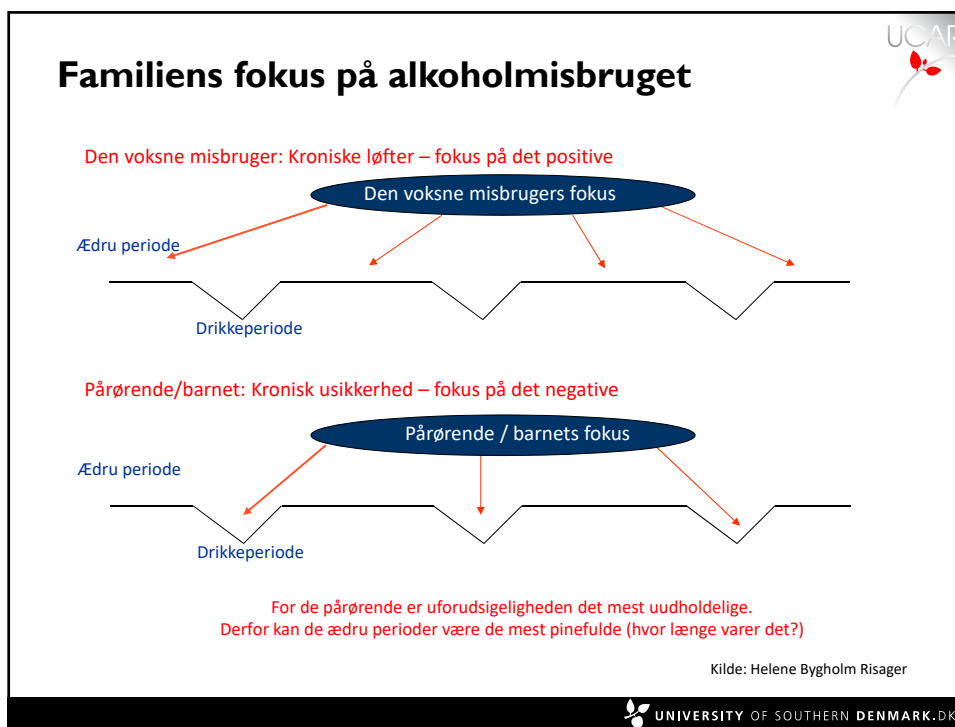 UCAR
Familiens fokus på alkoholmisbruget
Den voksne misbruger: Kroniske løfter – fokus på det positive
Den voksne misbrugers fokus
Ædru periode
Drikkeperiode
Pårørende/barnet: Kronisk usikkerhed – fokus på det negative
Pårørende / barnets fokus
Ædru periode
Drikkeperiode
For de pårørende er uforudsigeligheden det mest uudholdelige.
Derfor kan de ædru perioder være de mest pinefulde (hvor længe varer det?)
Kilde: Helene Bygholm Risager
UNIVERSITY OF SOUTHERN DENMARK.DK